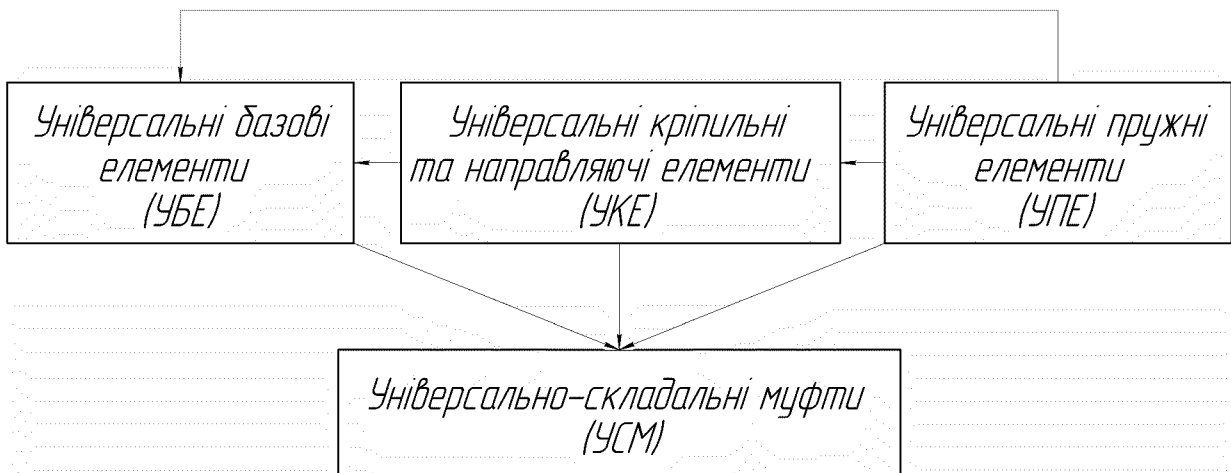 Універсальні базові
елементи
(УБЕ)
Універсальні кріпильні
та направляючі елементи
(УКЕ)
Універсальні пружні
елементи
(УПЕ)
Універсально-складальні муфти
(УСМ)